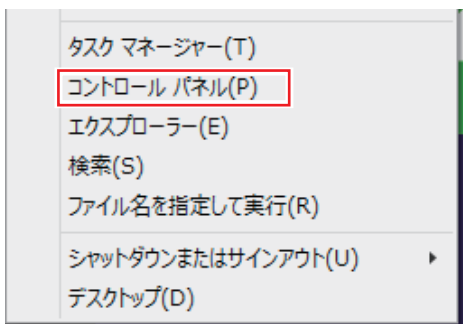 タスク マネージャー(T)
コントロール パネル(P)
エクスプローラー(E)
検索(S)
ファイル名を指定して実行(R)
シャットダウンまたはサインアウト(U)
デスクトップ(D)